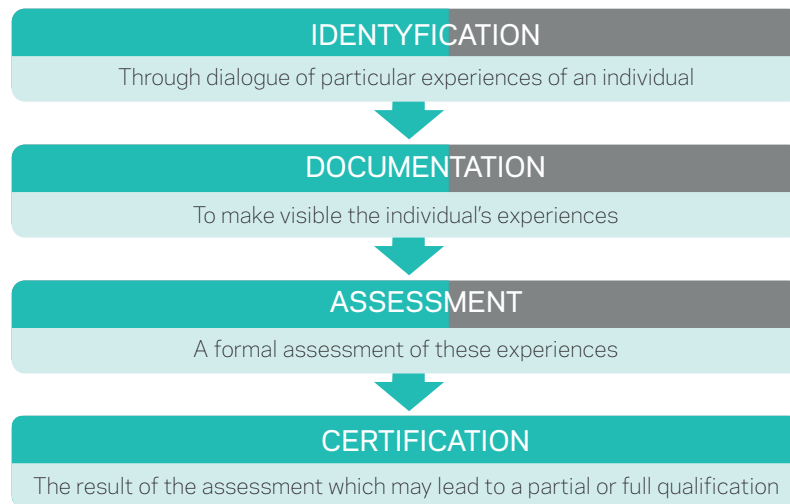 IDENTYFICATION
Through dialogue of particular experiences of an individual
DOCUMENTATION
To make visible the individual’s experiences
ASSESSMENT
A formal assessment of these experiences
CERTIFICATION
The result of the assessment which may lead to a partial or full qualification